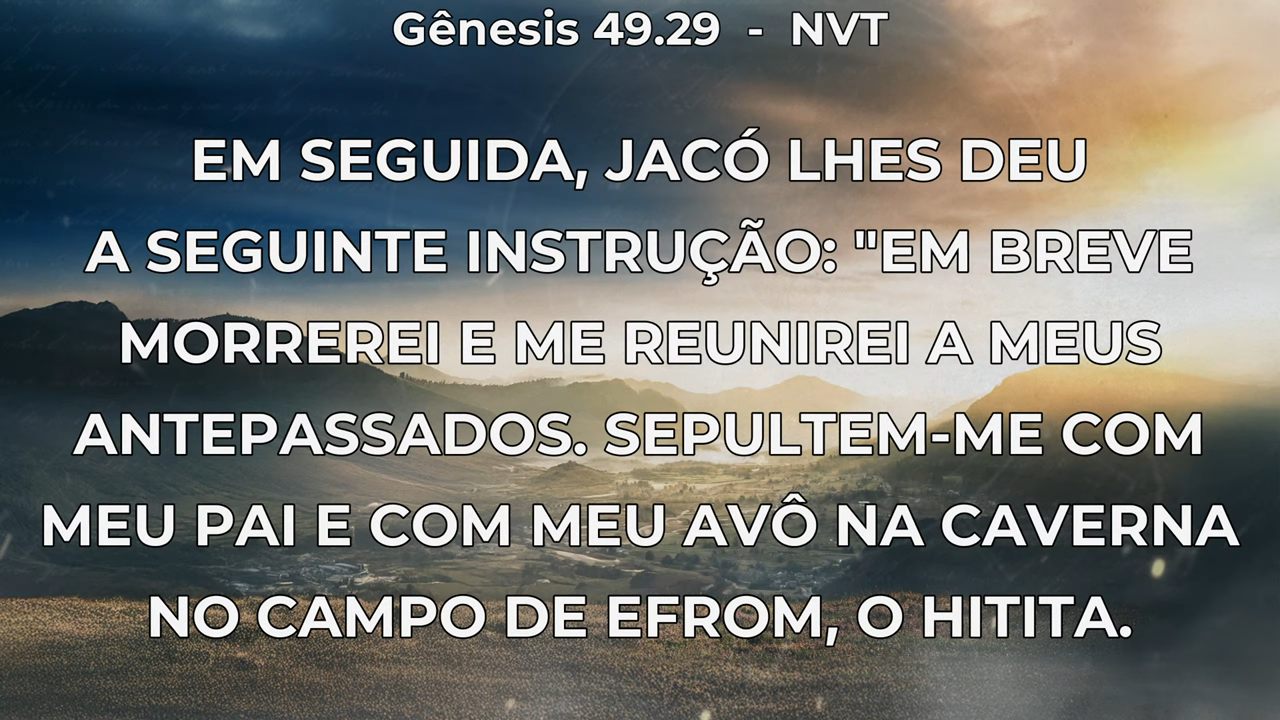 Gênesis 49.29 - NVT
EM SEGUIDA, JACÓ LHES DEU
A SEGUINTE INSTRUÇÃO: "EM BREVE
MORREREI E ME REUNIREI A MEUS
ANTEPASSADOS. SEPULTEM-ME COM
MEU PAI E COM MEU AVÔ NA CAVERNA
NO CAMPO DE EFROM, O HITITA.